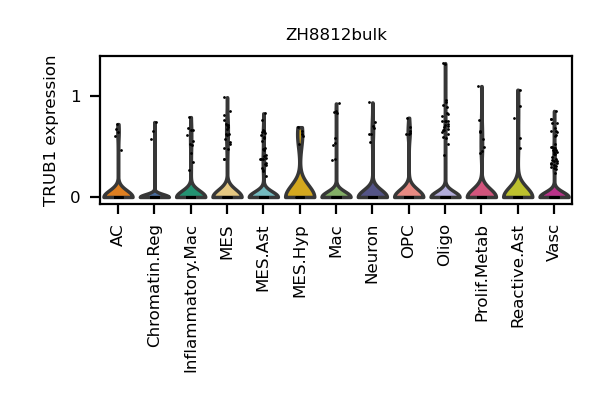 ZH8812bulk
TRUB1 expression
1
0
AC
Chromatin.Reg
Inflammatory.Mac
MES
MES.Ast
MES.Hyp
Mac
Neuron
OPC
Oligo
Prolif.Metab
Reactive.Ast
Vasc